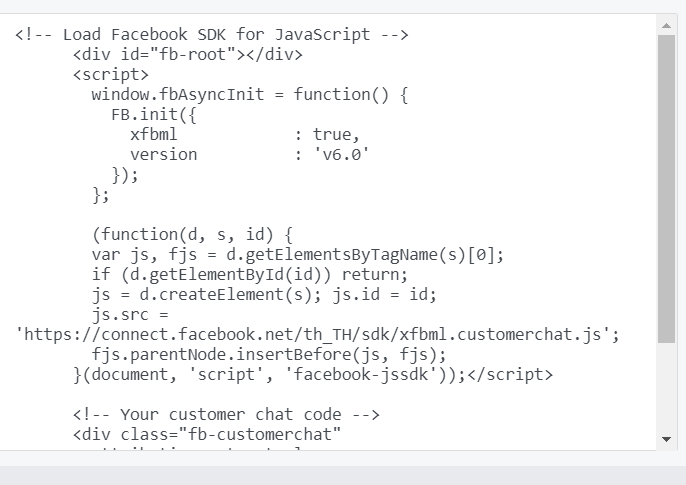 <!-- Load Facebook SDK for JavaScript -->
<div id="fb-root"></div>
<script>
window.fbAsyncInit = function() {
FB.init({
xfbml : true,
version : 'v6.0'
});
};
(function(d, s, id) {
var js, fjs = d.getElementsByTagName(s)[0];
if (d.getElementById(id)) return;
js = d.createElement(s); js.id = id;
js.src =
'https://connect.facebook.net/th_TH/sdk/xfbml.customerchat.js';
fjs.parentNode.insertBefore(js, fjs);
}(document, 'script', 'facebook-jssdk'));</script>
<!-- Your customer chat code -->
<div class="fb-customerchat"